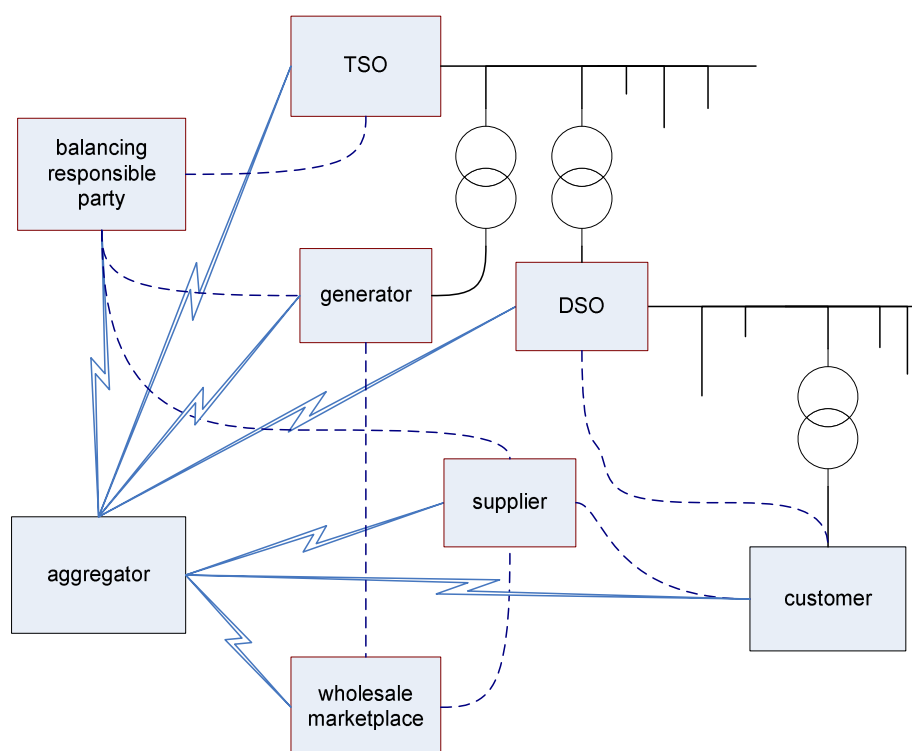 TSO
balancing
responsible
party
generator
DSO
supplier
aggregator
customer
wholesale
marketplace